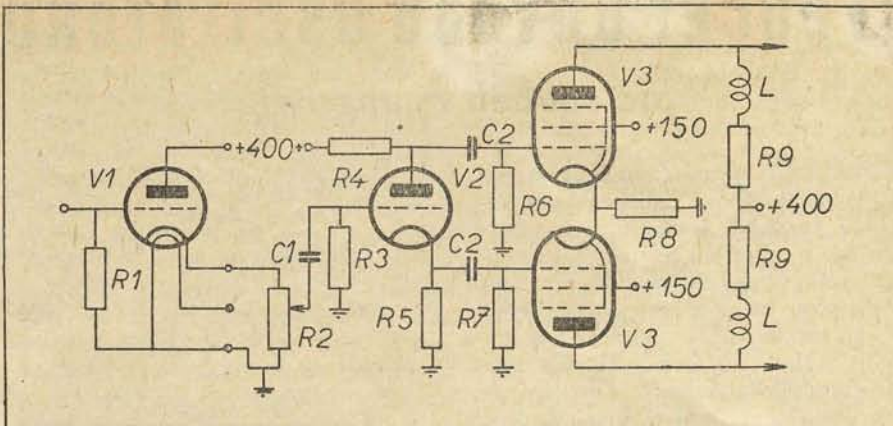 V3
L
C2
+400+
+150
V1
R4
V2
R9
R6
+400
C1
R3
C2
R8
R1
R9
R2
R5
R7
+150
V3
L